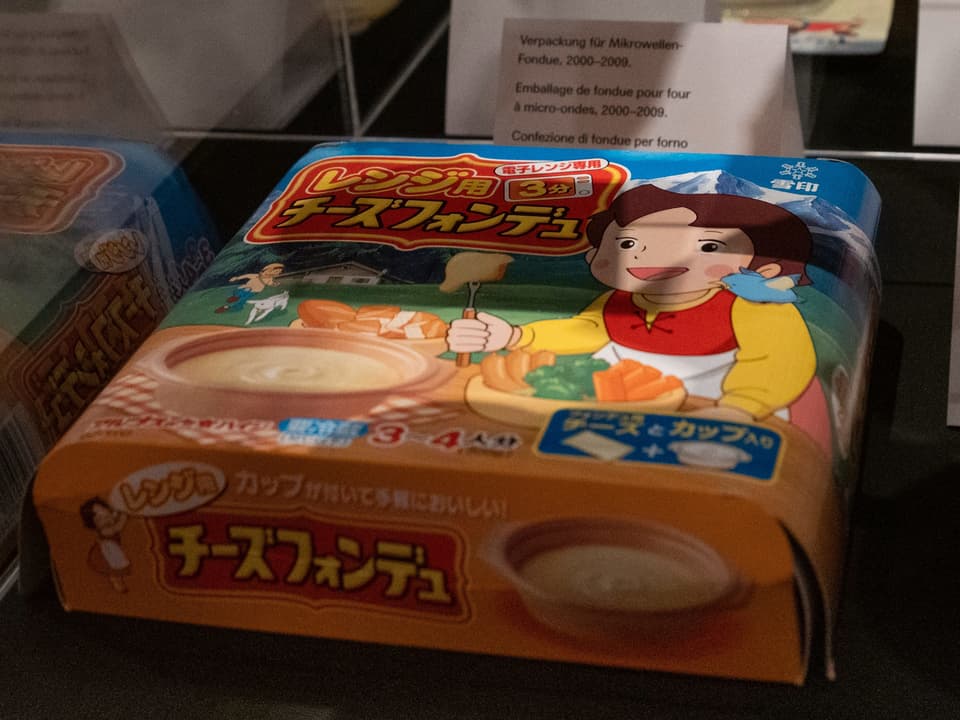 Verpackung für Mikrowellen-
Fondue, 2000–2009.
Emballage de fondue pour four
à micro-ondes, 2000–2009.
Confezione di fondue per forno
電子レンジ専用
レンジ用
3分
チーズフォンデュ
雪印
3～4人分
チーズとカップ入り
レンジ用
カップが付いて手軽においしい!
チーズフォンデュ